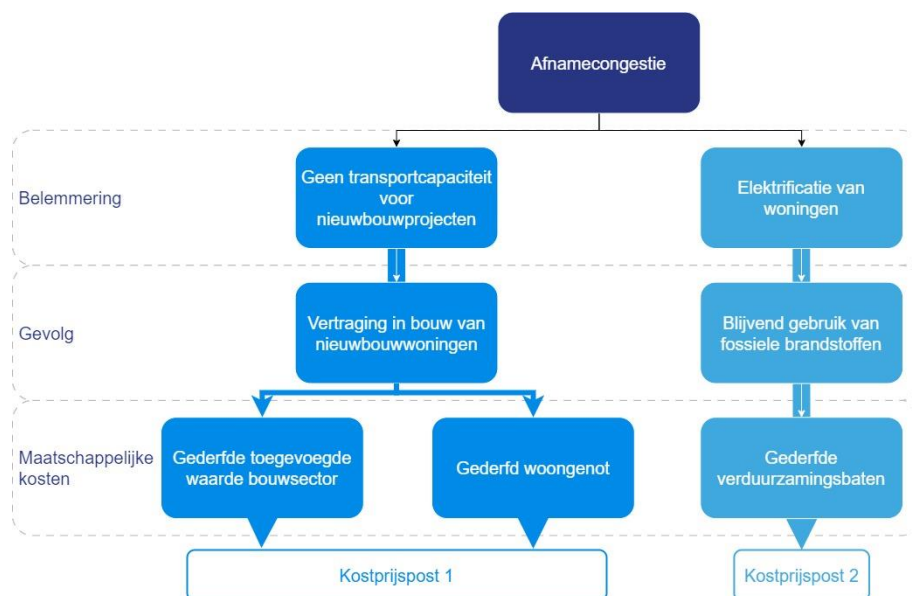 Afnamecongestie
Belemmering
Geen transportcapaciteit
voor
nieuwbouwprojecten
Elektrificatie van
woningen
Gevolg
Vertraging in bouw van
nieuwbouwwoningen
Blijvend gebruik van
fossiele brandstoffen
Maatschappelijke
kosten
Gederfde toegevoegde
waarde bouwsector
Gederfd woongenot
Gederfde
verduurzamingsbaten
Kostprijspost 1
Kostprijspost 2